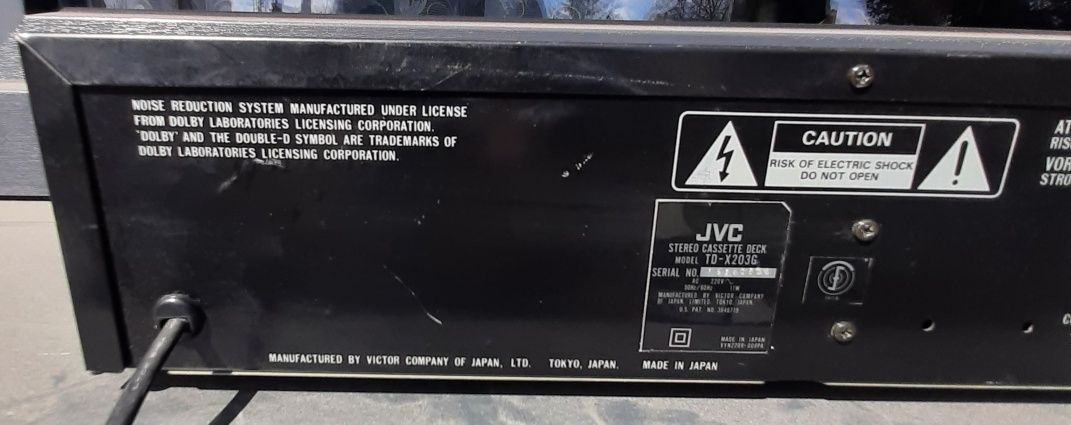 NOISE REDUCTION SYSTEM MANUFACTURED UNDER LICENSE
FROM DOLBY LABORATORIES LICENSING CORPORATION.
"DOLBY" AND THE DOUBLE-D SYMBOL ARE TRADEMARKS OF
DOLBY LABORATORIES LICENSING CORPORATION.
CAUTION
RISK OF ELECTRIC SHOCK
DO NOT OPEN
AT
RIS
VOR
STRO
JVC
STEREO CASSETTE DECK
MODEL TD-X203G
SERIAL NO.
AC 220V~
50Hz/60Hz 11W
MANUFACTURED BY VICTOR COMPANY
OF JAPAN, LIMITED. TOKYO, JAPAN.
U.S. PAT. NO. 3846719
MADE IN JAPAN
MANUFACTURED BY VICTOR COMPANY OF JAPAN, LTD. TOKYO, JAPAN. MADE IN JAPAN